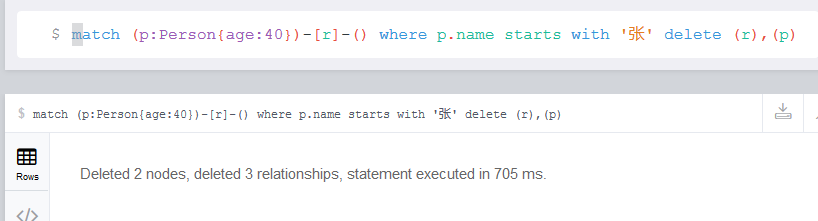 $ match (p:Person{age:40})-[r]-() where p.name starts with '张' delete (r),(p)
$ match (p:Person{age:40})-[r]-() where p.name starts with '张' delete (r),(p)
Rows
Deleted 2 nodes, deleted 3 relationships, statement executed in 705 ms.
</>